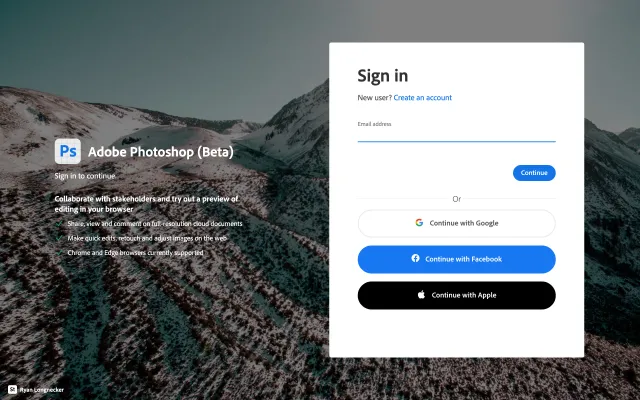 Ps
Adobe Photoshop (Beta)
Sign in to continue
Collaborate with stakeholders and try out a preview of
editing in your browser
Share, view and comment on full-resolution cloud documents
Make quick edits, retouch and adjust images on the web
Chrome and Edge browsers currently supported
St Ryan Longnecker
Sign in
New user? Create an account
Email address
Continue
Or
Continue with Google
Continue with Facebook
Continue with Apple